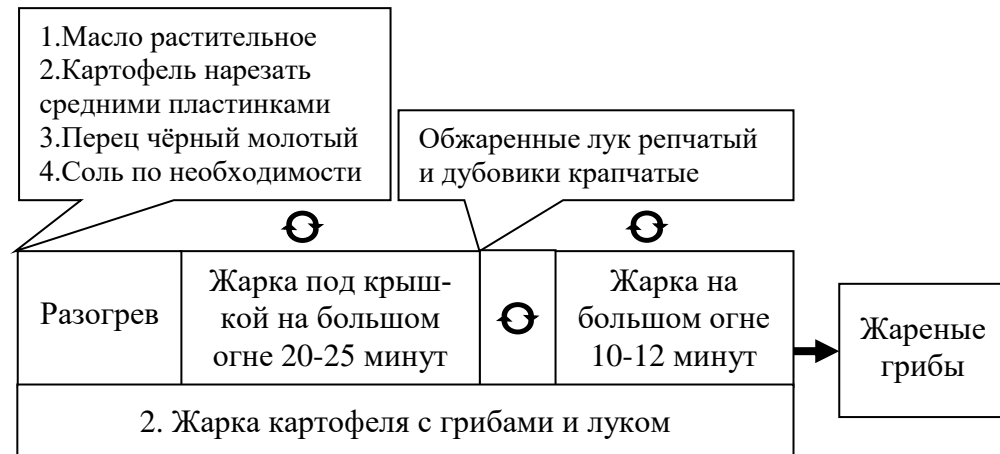 1.Масло растительное
2.Картофель нарезать
средними пластинками
3.Перец чёрный молотый
4.Соль по необходимости
Обжаренные лук репчатый
и дубовики крапчатые
Разогрев
Жарка под крыш-
кой на большом
огне 20-25 минут
Жарка на
большом огне
10-12 минут
Жареные
грибы
2. Жарка картофеля с грибами и луком